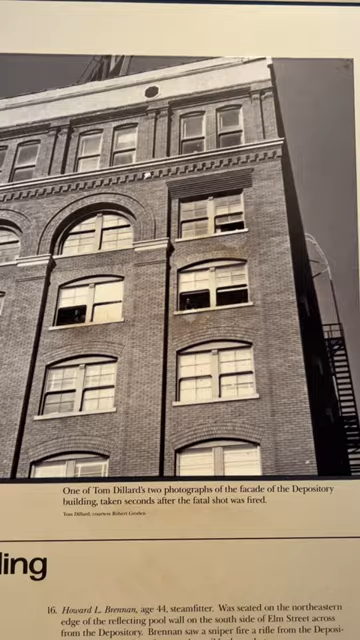 One of Tom Dillard's two photographs of the facade of the Depository
building, taken seconds after the fatal shot was fired.
Tom Dillard, courtesy Robert Groden
ling
16. Howard L. Brennan, age 44, steamfitter. Was seated on the northeastern
edge of the reflecting pool wall on the south side of Elm Street across
from the Depository. Brennan saw a sniper fire a rifle from the Deposi-